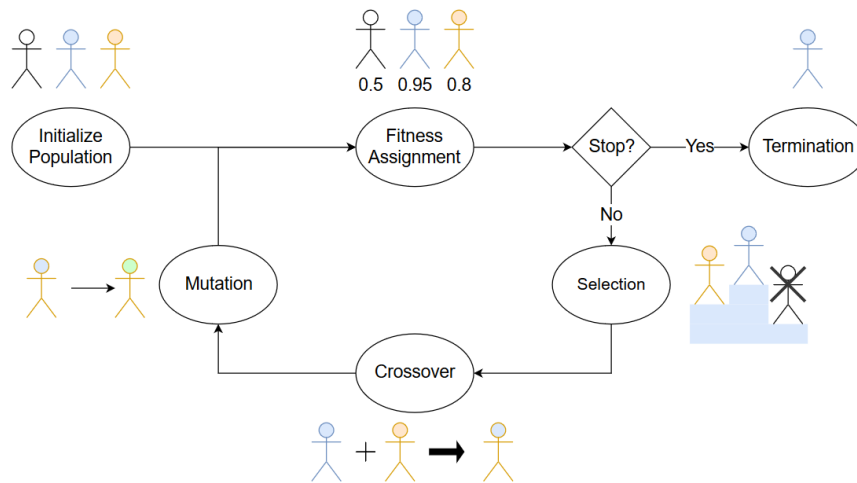 0.5 0.95 0.8
Initialize
Population
Fitness
Assignment
Stop?
Yes
Termination
No
Mutation
Selection
Crossover
+